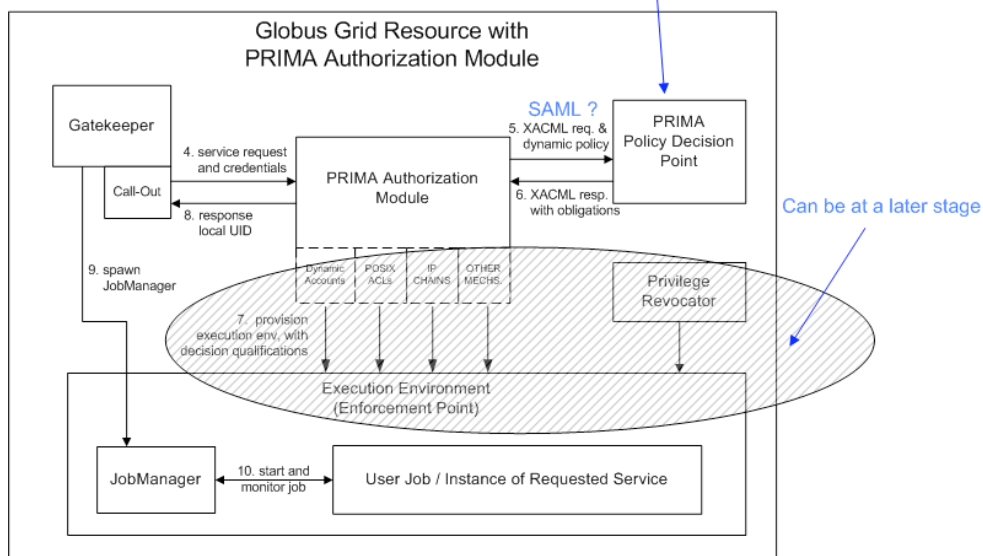 Globus Grid Resource with
PRIMA Authorization Module
Gatekeeper
Call-Out
4. service request
and credentials
8. response
local UID
PRIMA Authorization
Module
SAML ?
5. XACML req. &
dynamic policy
6. XACML resp.
with obligations
PRIMA
Policy Decision
Point
Can be at a later stage
9. spawn
JobManager
Dynamic
Accounts
POSIX
ACLs
IP
CHAINS
OTHER
MECHS.
Privilege
Revocator
7. provision
execution env, with
decision qualifications
Execution Environment
(Enforcement Point)
JobManager
10. start and
monitor job
User Job / Instance of Requested Service